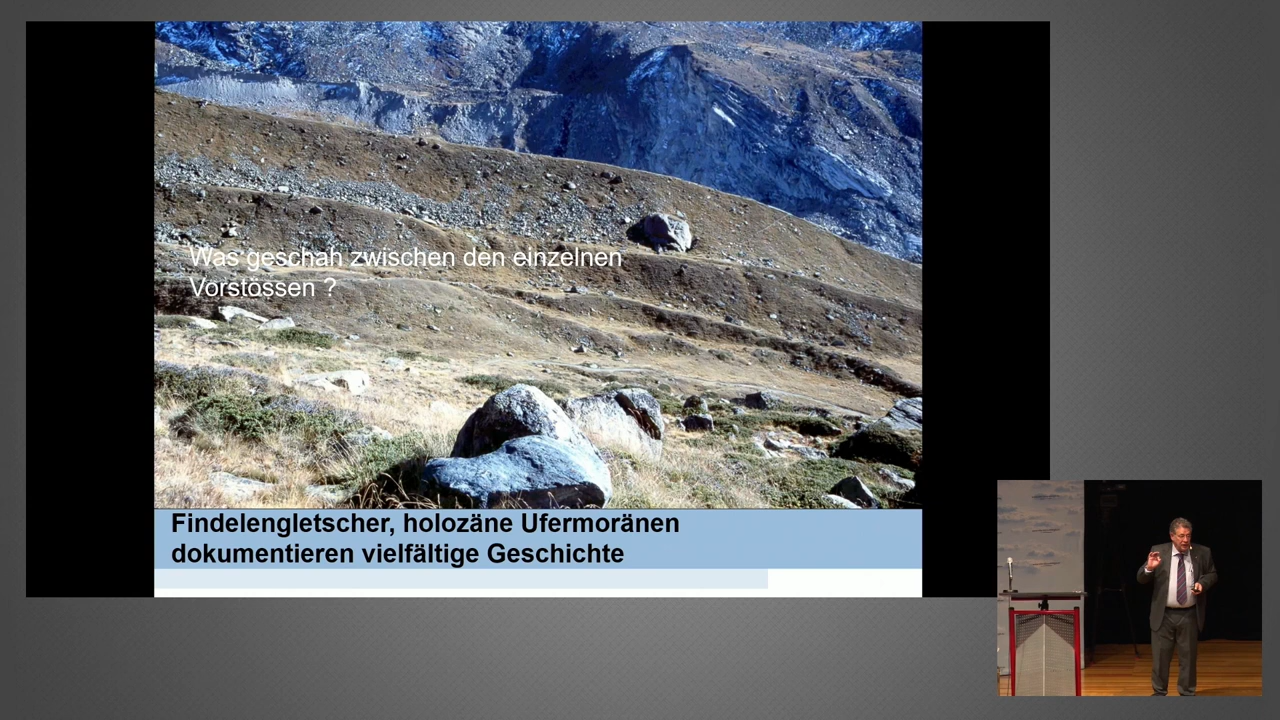 Was geschah zwischen den einzelnen
Vorstössen ?
Findelengletscher, holozäne Ufermoränen
dokumentieren vielfältige Geschichte